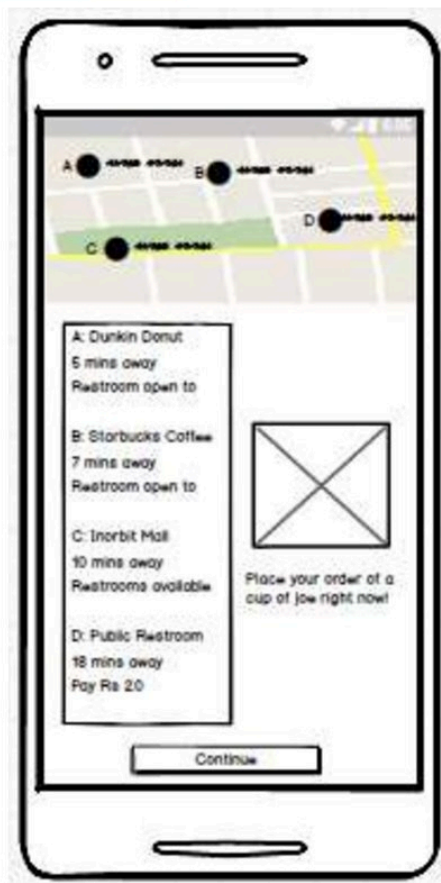 A
B
D
C
A: Dunkin Donut
5 mins away
Restroom open to
B: Starbucks Coffee
7 mins away
Restroom open to
C: Inorbit Mall
10 mins away
Restrooms available
D: Public Restroom
18 mins away
Pay Rs 20
Place your order of a
cup of joe right now!
Continue